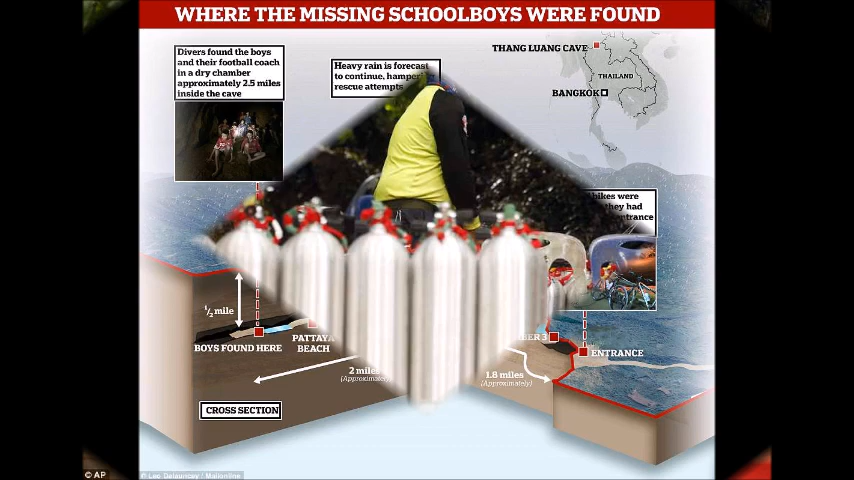 WHERE THE MISSING SCHOOLBOYS WERE FOUND
Divers found the boys
and their football coach
in a dry chamber
approximately 2.5 miles
inside the cave
Heavy rain is forecast
to continue, hamper
rescue attempts
THANG LUANG CAVE
THAILAND
BANGKOK
bikes were
they had
entrance
1/2 mile
BOYS FOUND HERE
PATTAYA
BEACH
2 miles
(Approximately)
1.8 miles
(Approximately)
3
ENTRANCE
CROSS SECTION
© AP
© Leo Delauncey / Mailonline